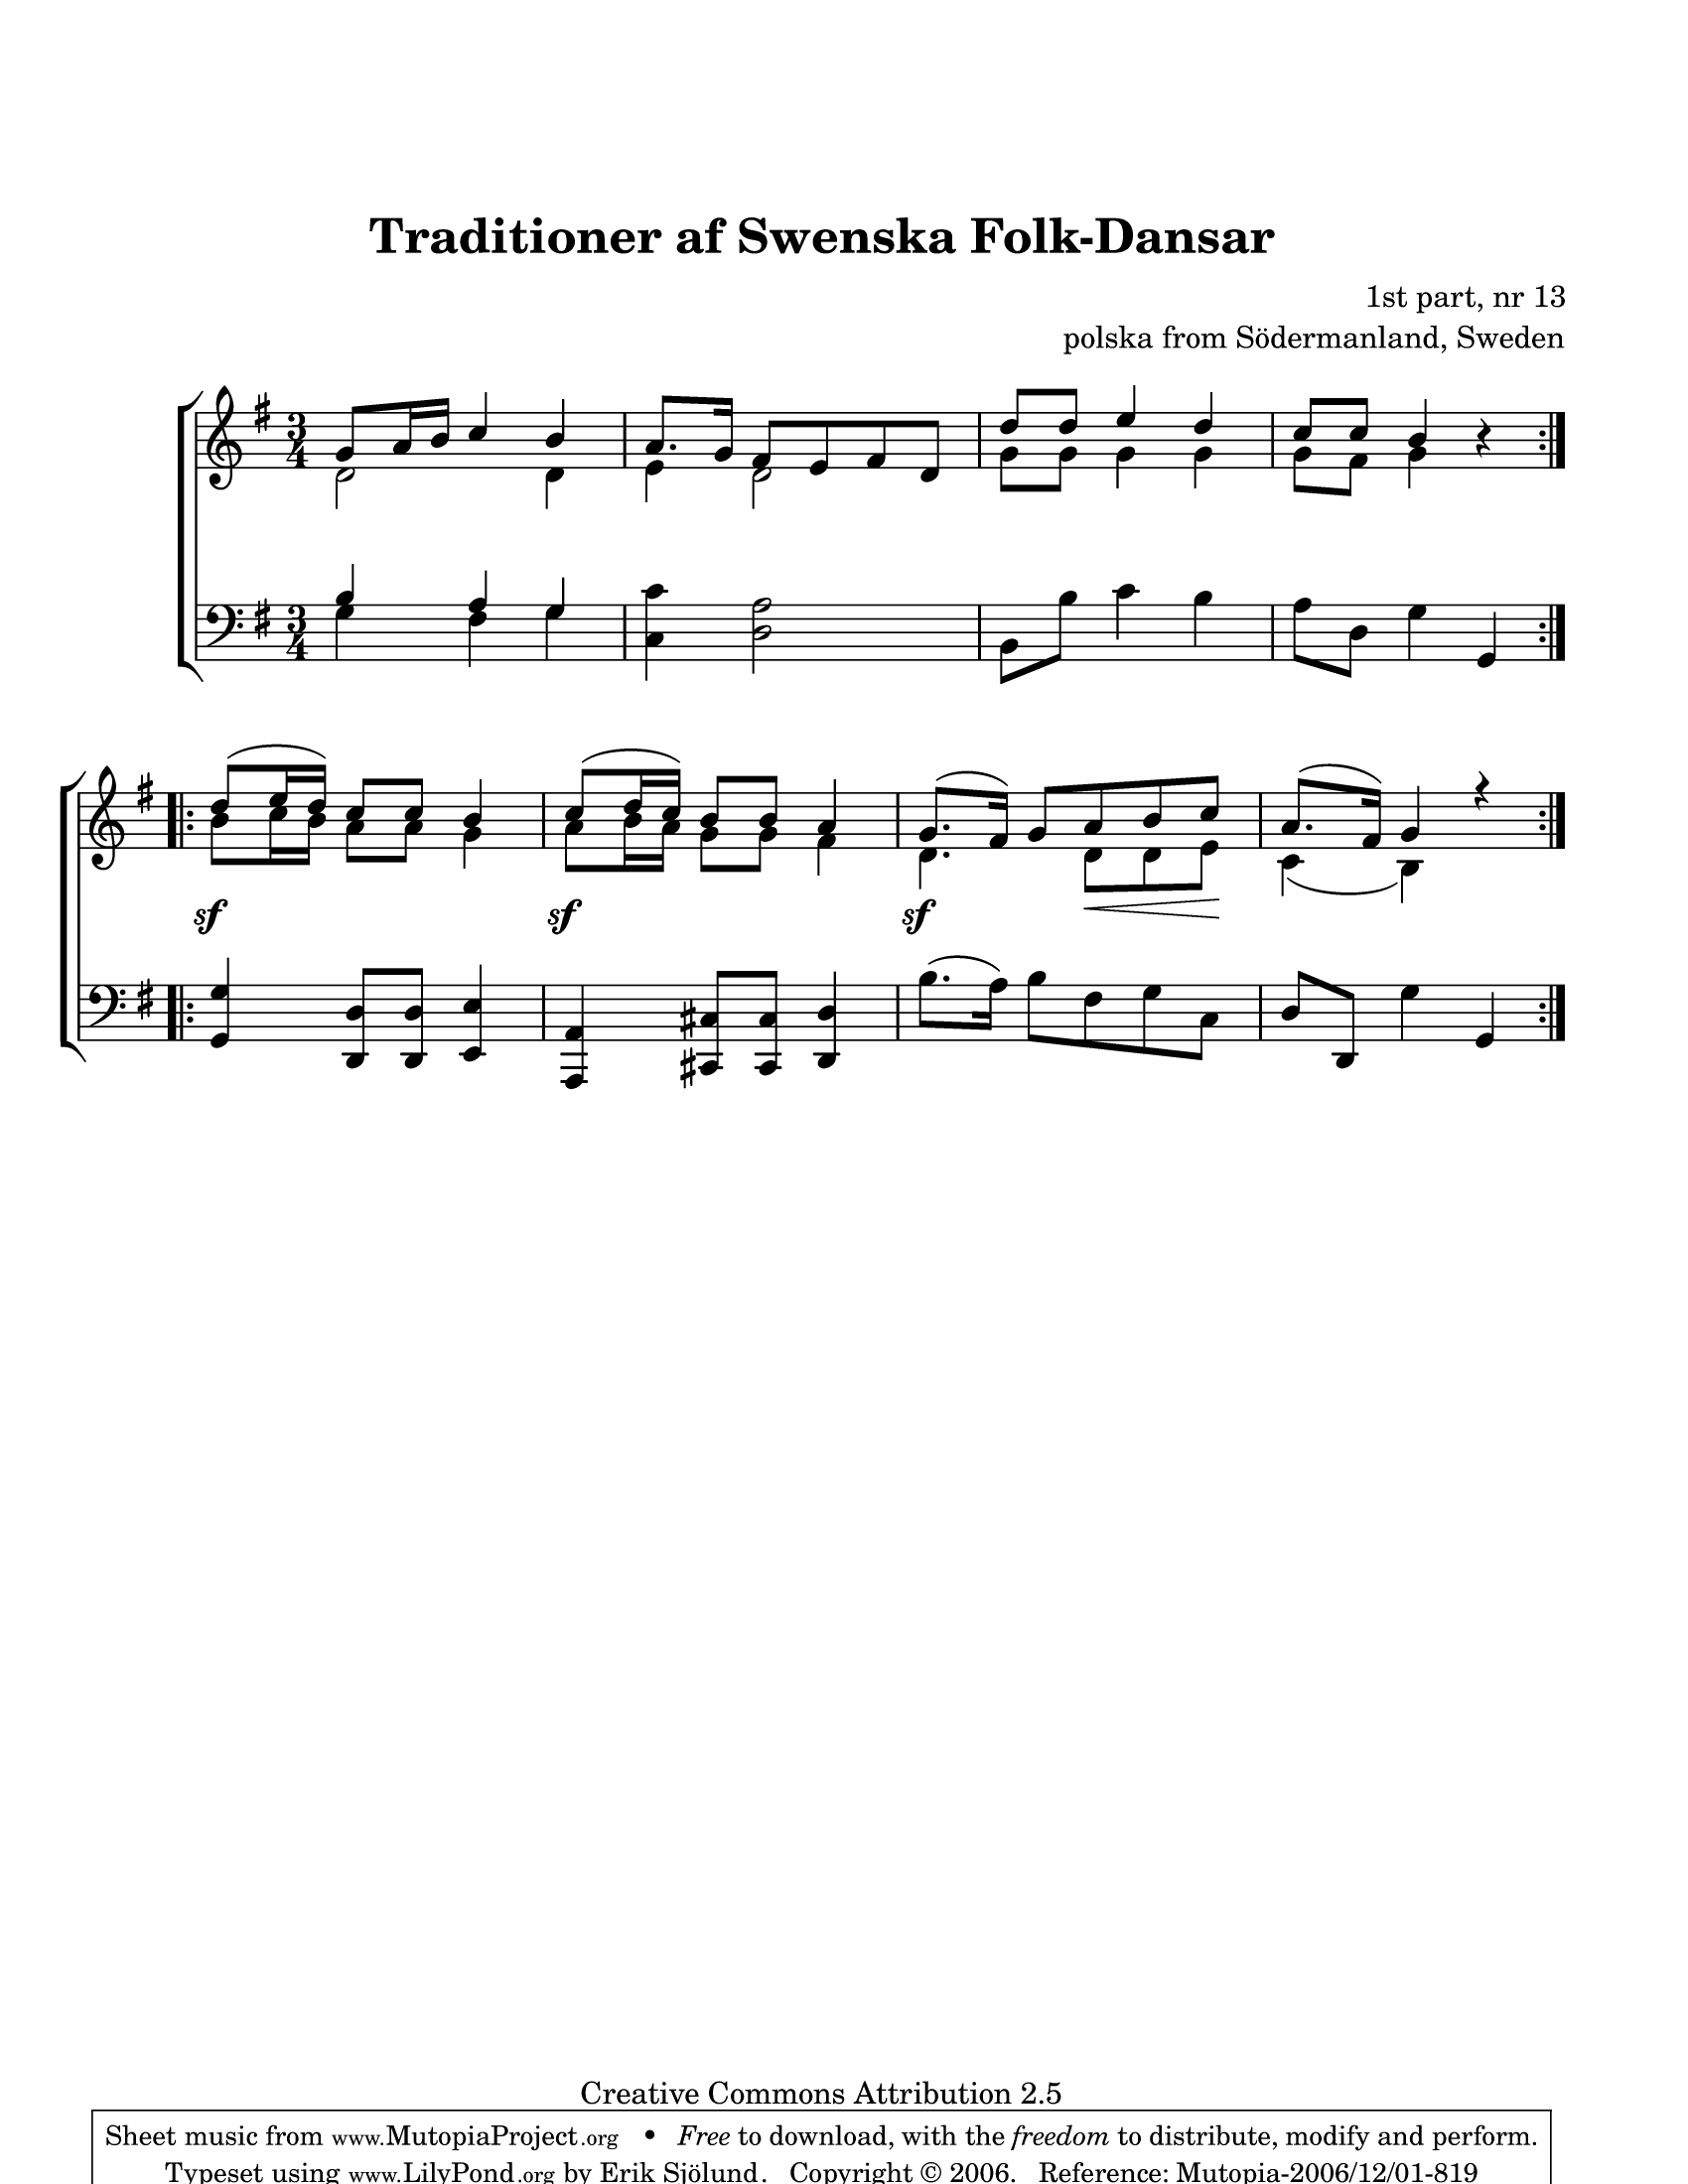 Traditioner af Swenska Folk-Dansar
1st part, nr 13
polska from Södermanland, Sweden
3
4
3
4
sf sf sf
Creative Commons Attribution 2.5
Sheet music from www.MutopiaProject.org • Free to download, with the freedom to distribute, modify and perform.
Typeset using www.LilyPond.org by Erik Sjölund. Copyright © 2006. Reference: Mutopia-2006/12/01-819